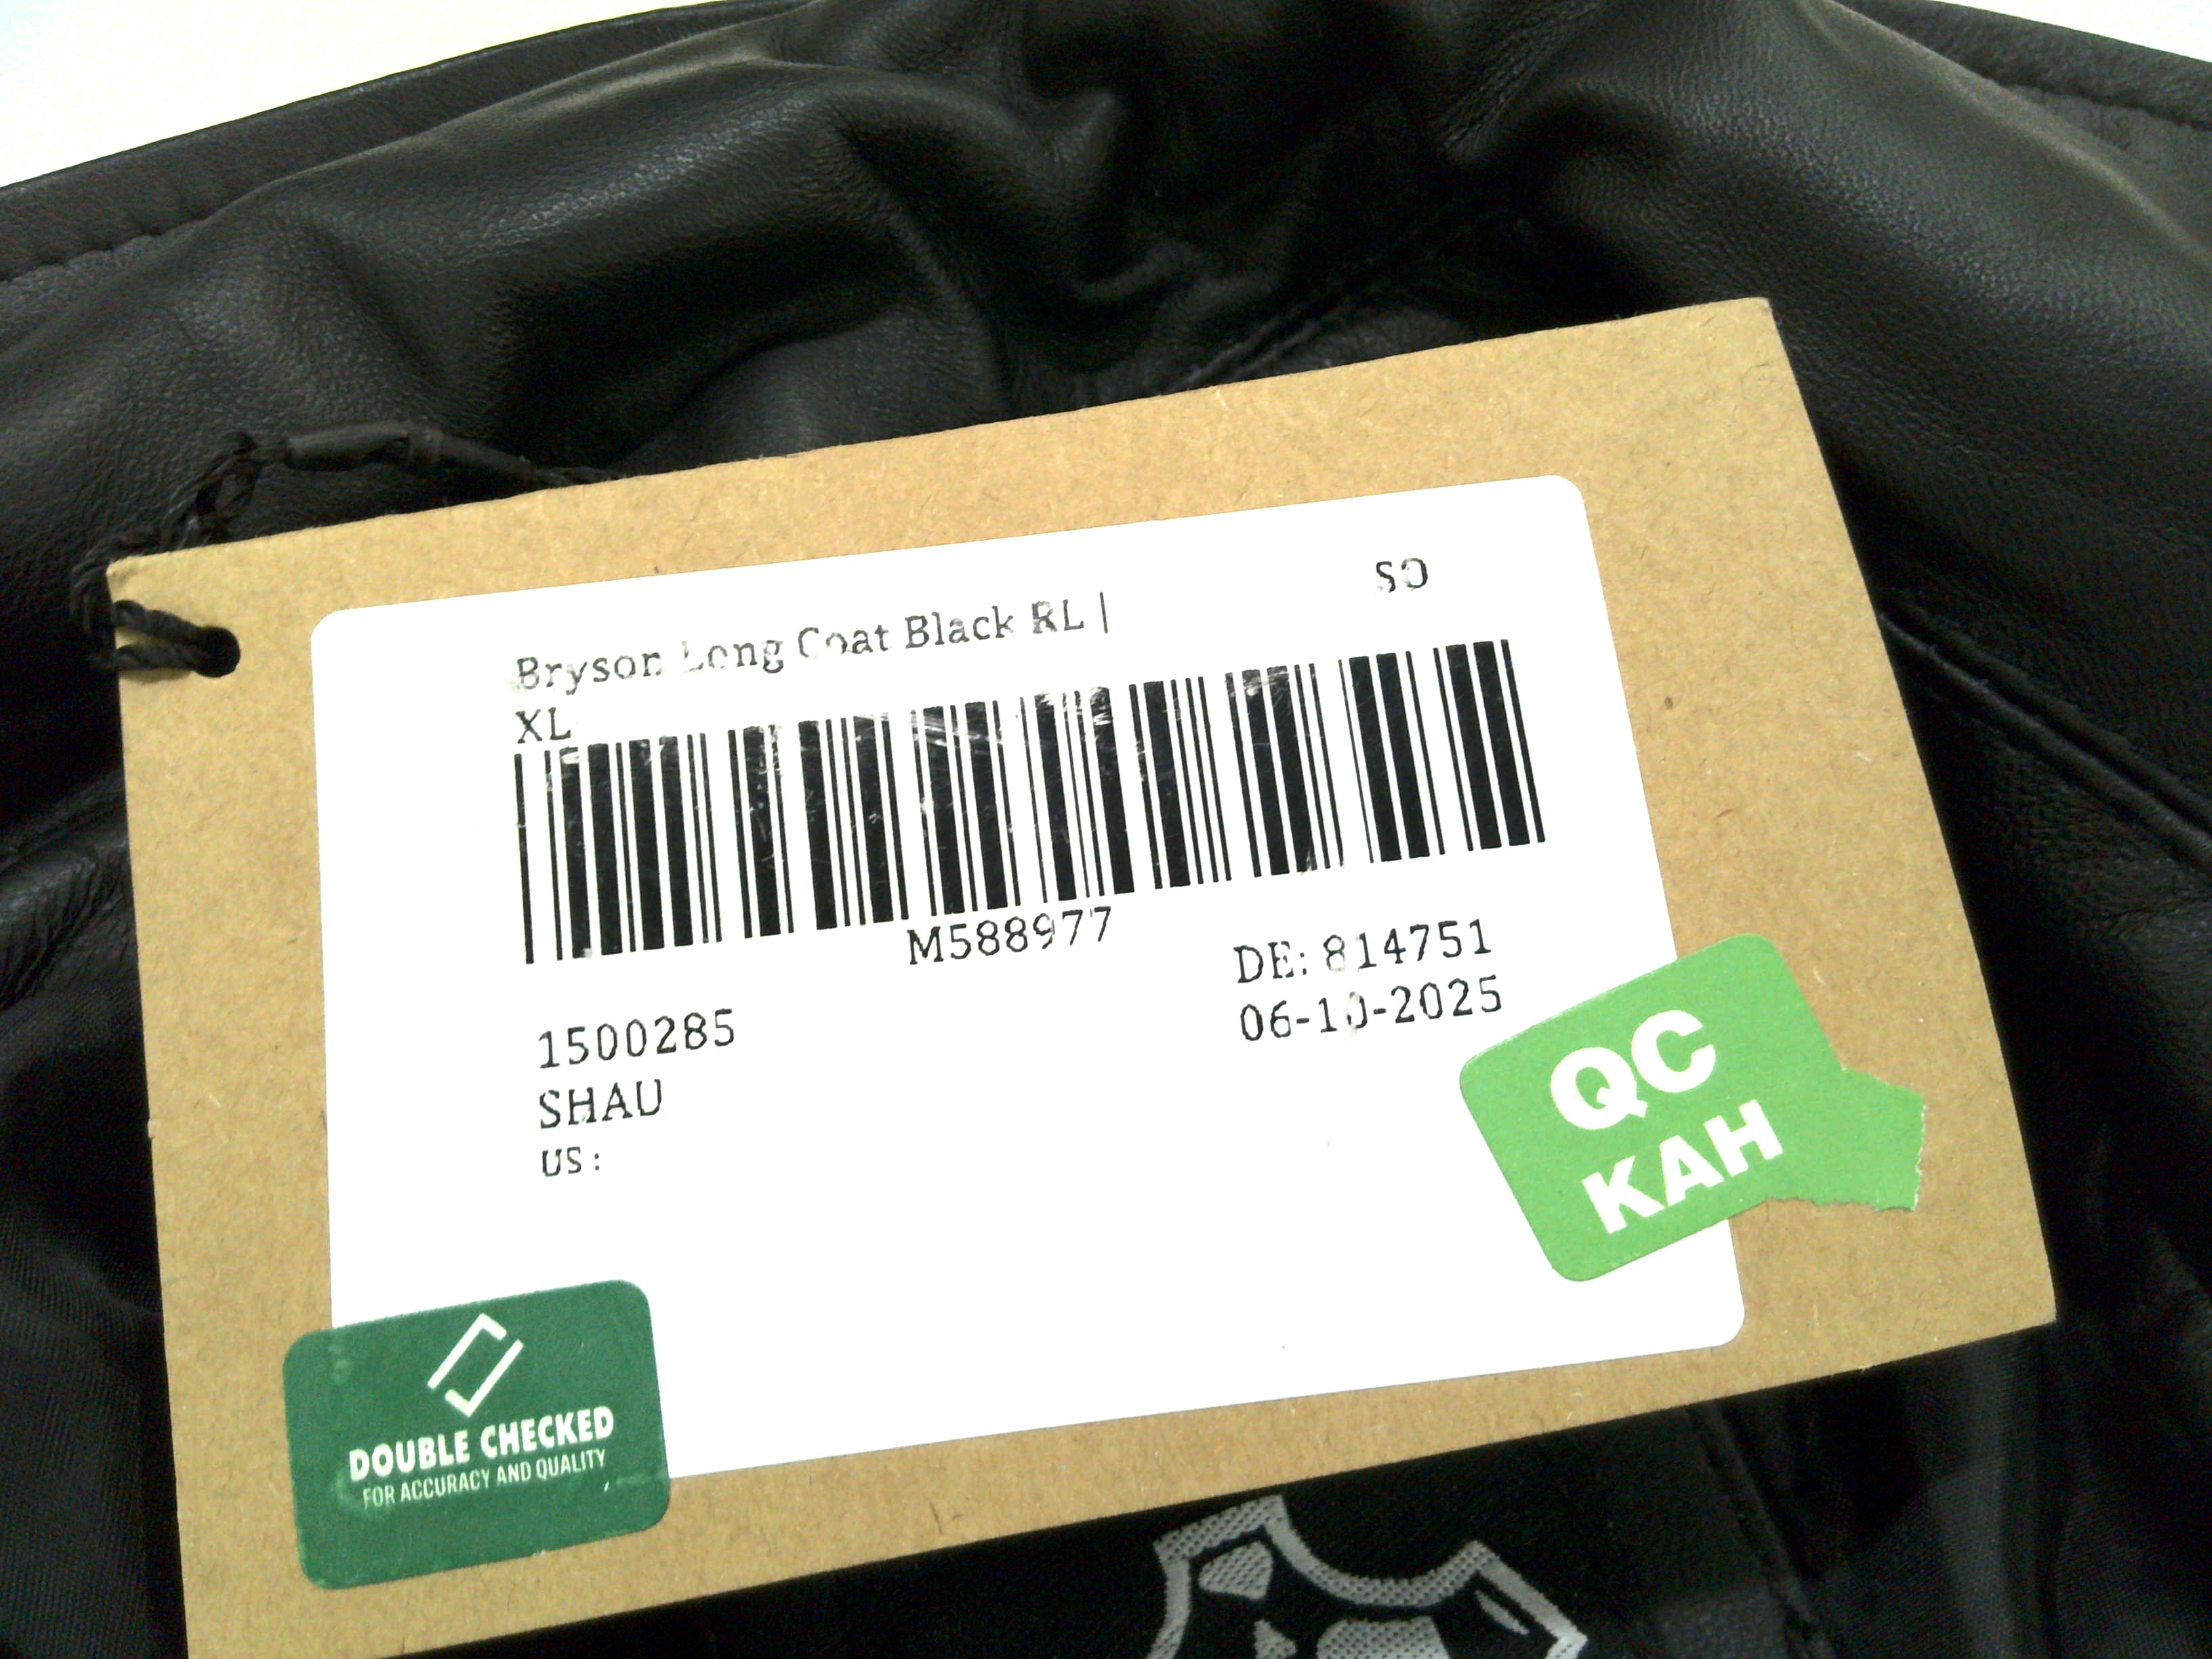 SO
Bryson Long Coat Black RL |
XL
M588977
DE: 814751
06-10-2025
1500285
SHAU
US:
QC
KAH
DOUBLE CHECKED
FOR ACCURACY AND QUALITY